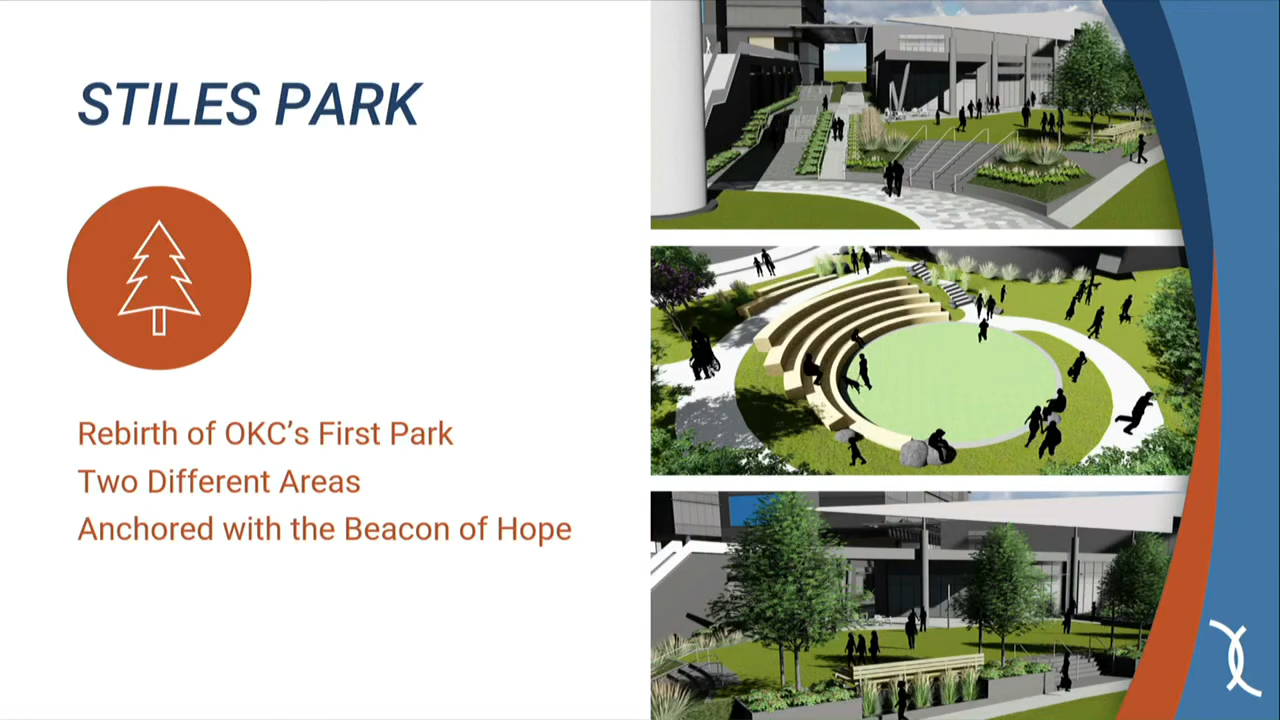 STILES PARK
Rebirth of OKC’s First Park
Two Different Areas
Anchored with the Beacon of Hope